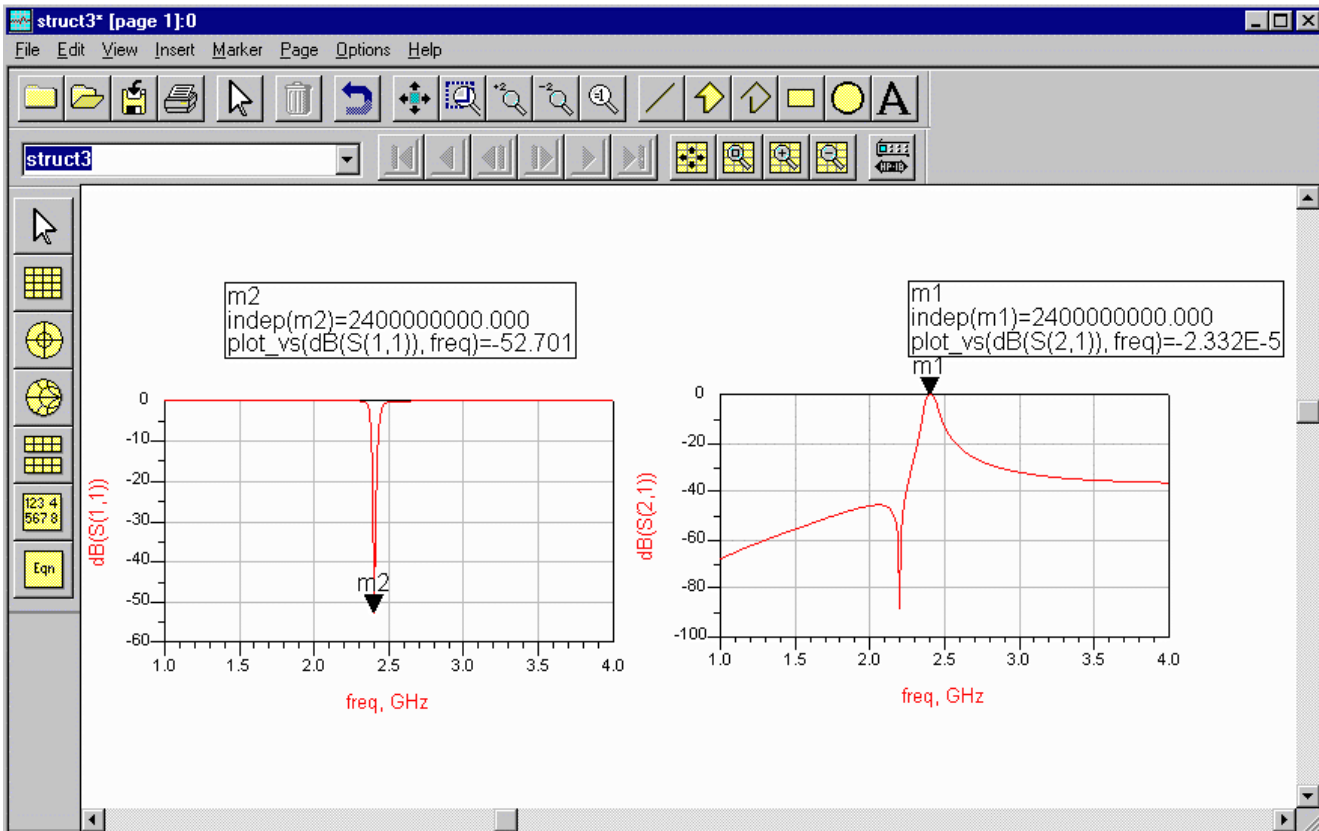 struct3* [page 1]:0
File Edit View Insert Marker Page Options Help
+2 -2 =1 A
struct3
HP-IB
123 4
567 8
Eqn
m2
indep(m2)=2400000000.000
plot_vs(dB(S(1,1)), freq)=-52.701
m1
indep(m1)=2400000000.000
plot_vs(dB(S(2,1)), freq)=-2.332E-5
m1
dB(S(1,1))
0
-10
-20
-30
-40
-50
-60
m2
1.0 1.5 2.0 2.5 3.0 3.5 4.0
freq, GHz
dB(S(2,1))
0
-20
-40
-60
-80
-100
1.0 1.5 2.0 2.5 3.0 3.5 4.0
freq, GHz